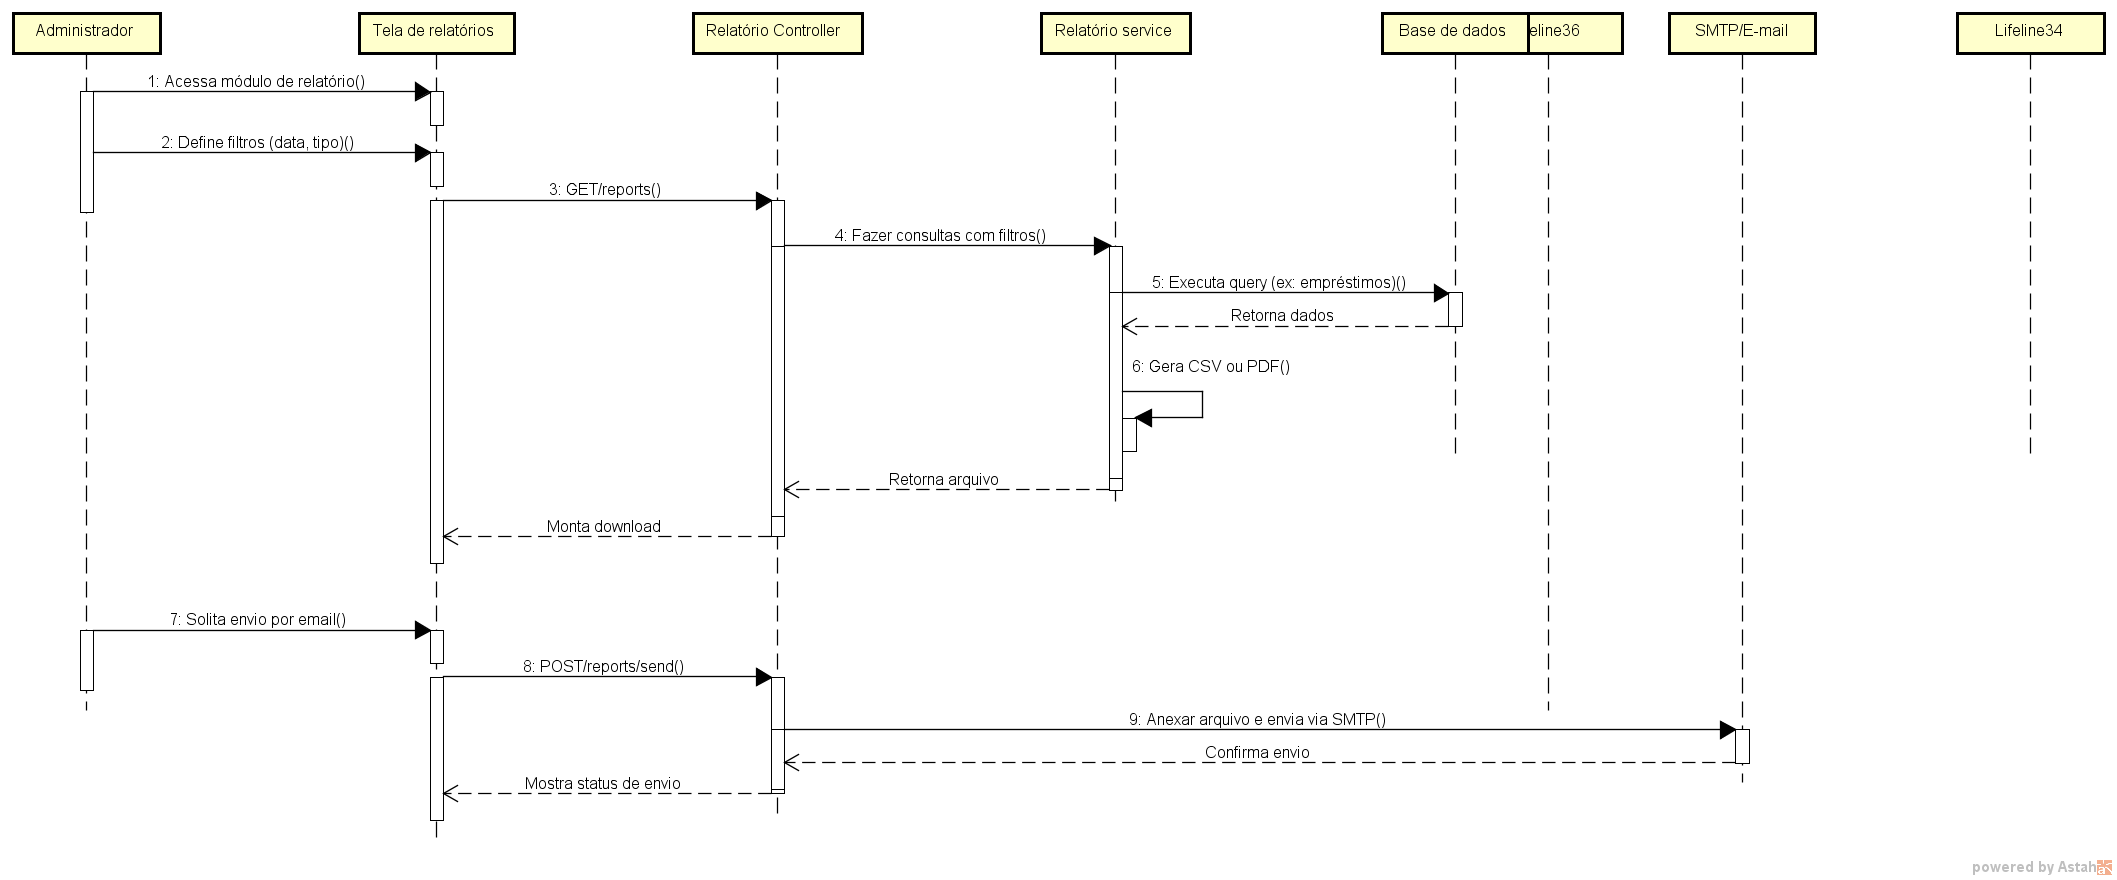 Administrador
Tela de relatórios
Relatório Controller
Relatório service
Base de dados
eline36
SMTP/E-mail
Lifeline34
1: Acessa módulo de relatório()
2: Define filtros (data, tipo)()
3: GET/reports()
4: Fazer consultas com filtros()
5: Executa query (ex: empréstimos)()
Retorna dados
6: Gera CSV ou PDF()
Retorna arquivo
Monta download
7: Solita envio por email()
8: POST/reports/send()
9: Anexar arquivo e envia via SMTP()
Confirma envio
Mostra status de envio
powered by Astah